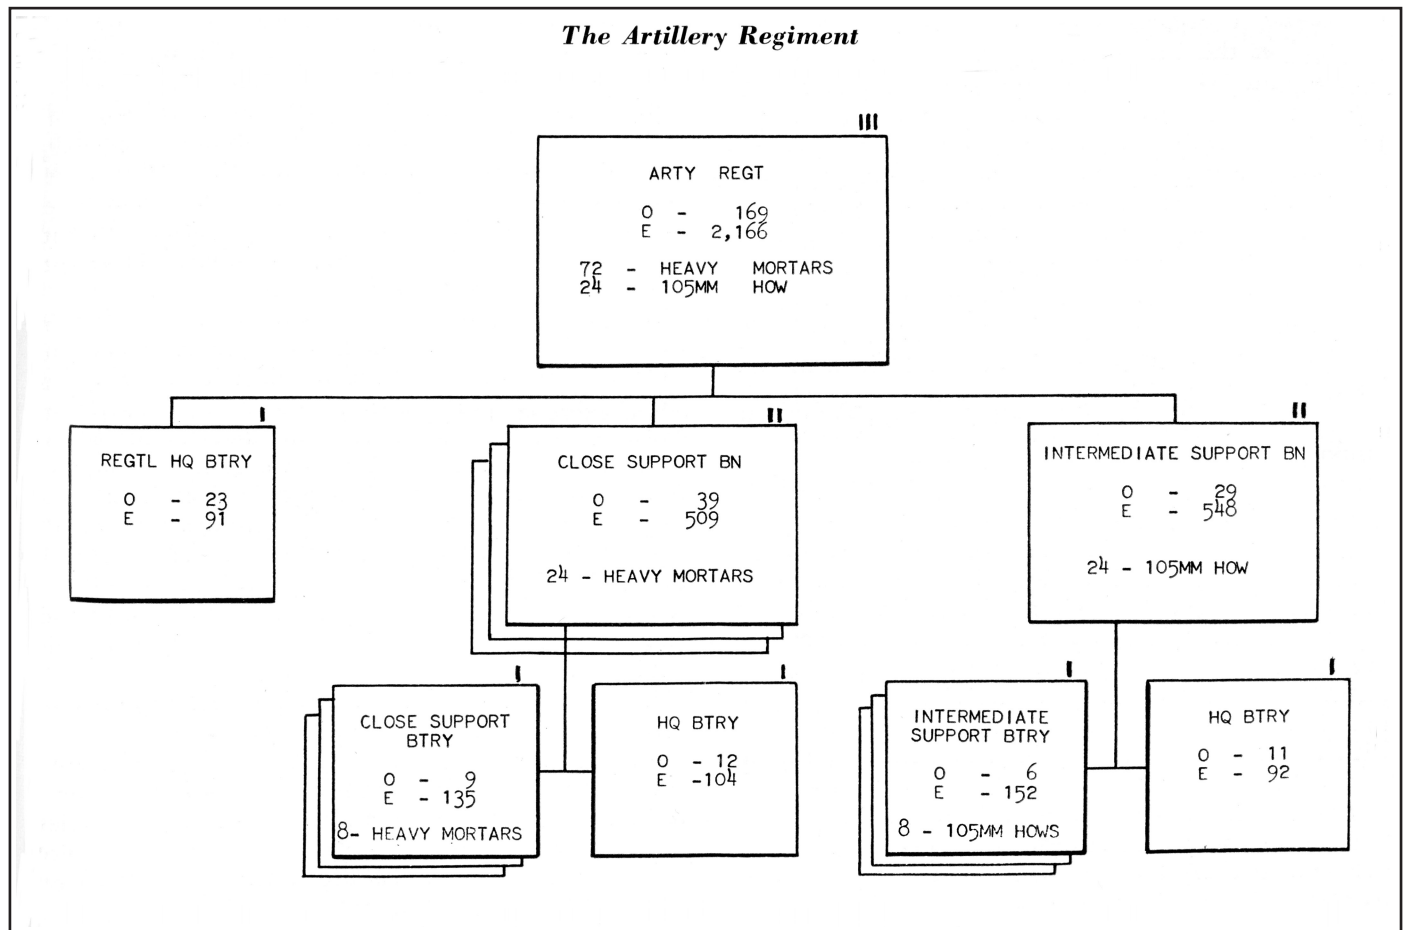 The Artillery Regiment
III
ARTY REGT
O - 169
E - 2,166
72 - HEAVY MORTARS
24 - 105MM HOW
I
REGTL HQ BTRY
O - 23
E - 91
II
CLOSE SUPPORT BN
O - 39
E - 509
24 - HEAVY MORTARS
II
INTERMEDIATE SUPPORT BN
O - 29
E - 548
24 - 105MM HOW
I
CLOSE SUPPORT
BTRY
O - 9
E - 135
8- HEAVY MORTARS
I
HQ BTRY
O - 12
E -104
I
INTERMEDIATE
SUPPORT BTRY
O - 6
E - 152
8 - 105MM HOWS
I
HQ BTRY
O - 11
E - 92